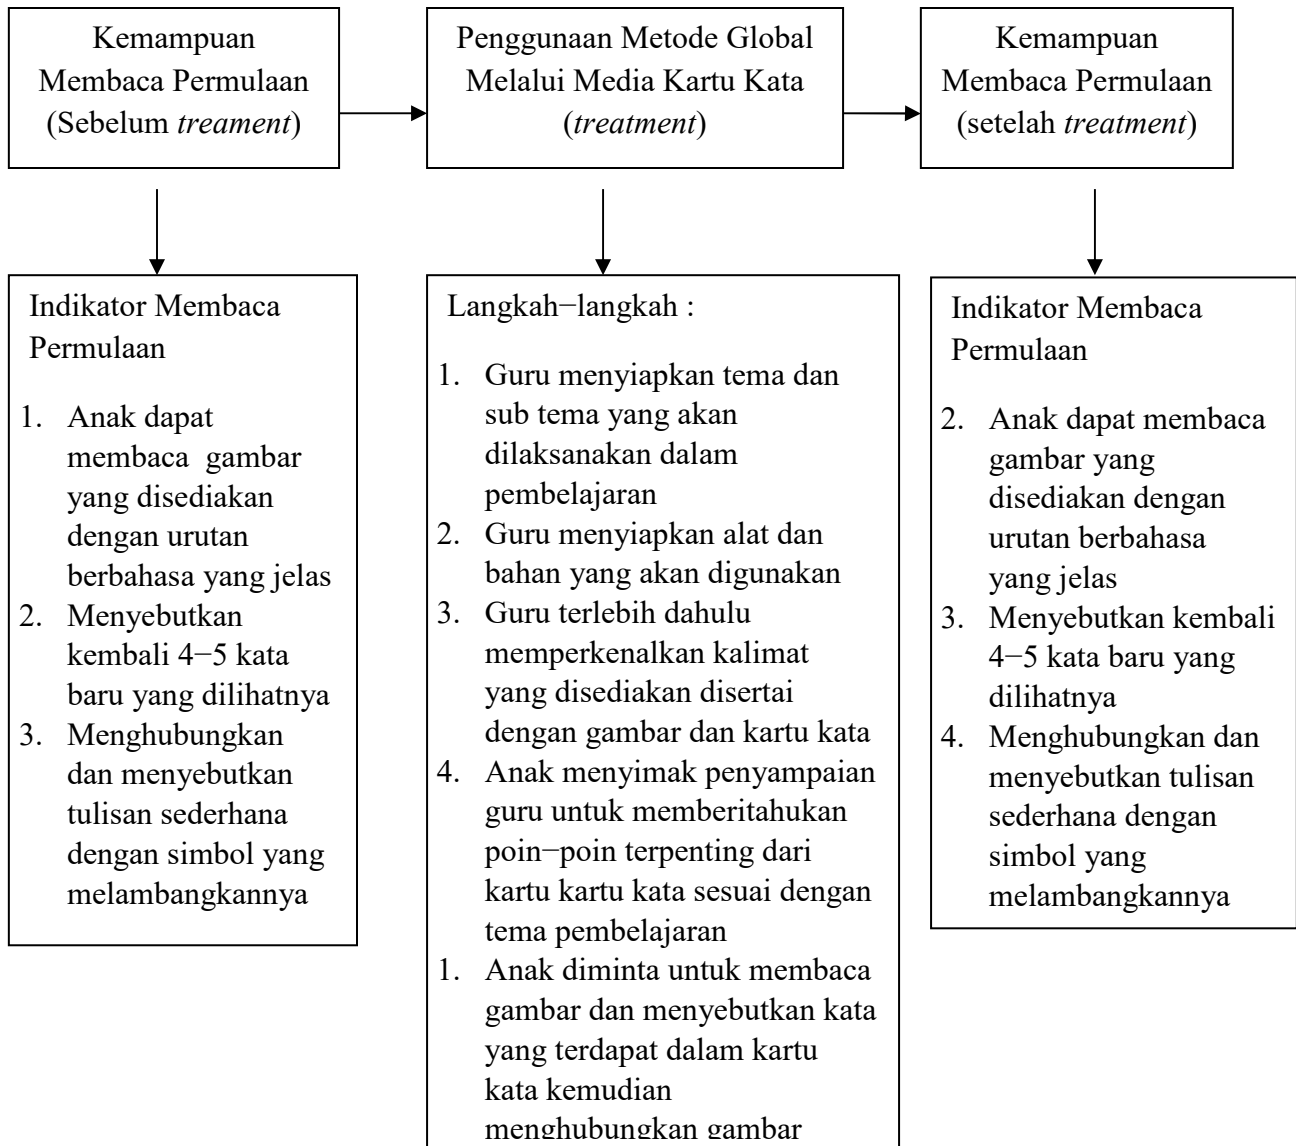 Kemampuan
Membaca Permulaan
(Sebelum treament)
Penggunaan Metode Global
Melalui Media Kartu Kata
(treatment)
Kemampuan
Membaca Permulaan
(setelah treatment)
Indikator Membaca
Permulaan
1. Anak dapat
membaca gambar
yang disediakan
dengan urutan
berbahasa yang jelas
2. Menyebutkan
kembali 4−5 kata
baru yang dilihatnya
3. Menghubungkan
dan menyebutkan
tulisan sederhana
dengan simbol yang
melambangkannya
Langkah−langkah :
1. Guru menyiapkan tema dan
sub tema yang akan
dilaksanakan dalam
pembelajaran
2. Guru menyiapkan alat dan
bahan yang akan digunakan
3. Guru terlebih dahulu
memperkenalkan kalimat
yang disediakan disertai
dengan gambar dan kartu kata
4. Anak menyimak penyampaian
guru untuk memberitahukan
poin−poin terpenting dari
kartu kartu kata sesuai dengan
tema pembelajaran
1. Anak diminta untuk membaca
gambar dan menyebutkan kata
yang terdapat dalam kartu
kata kemudian
menghubungkan gambar
Indikator Membaca
Permulaan
2. Anak dapat membaca
gambar yang
disediakan dengan
urutan berbahasa
yang jelas
3. Menyebutkan kembali
4−5 kata baru yang
dilihatnya
4. Menghubungkan dan
menyebutkan tulisan
sederhana dengan
simbol yang
melambangkannya